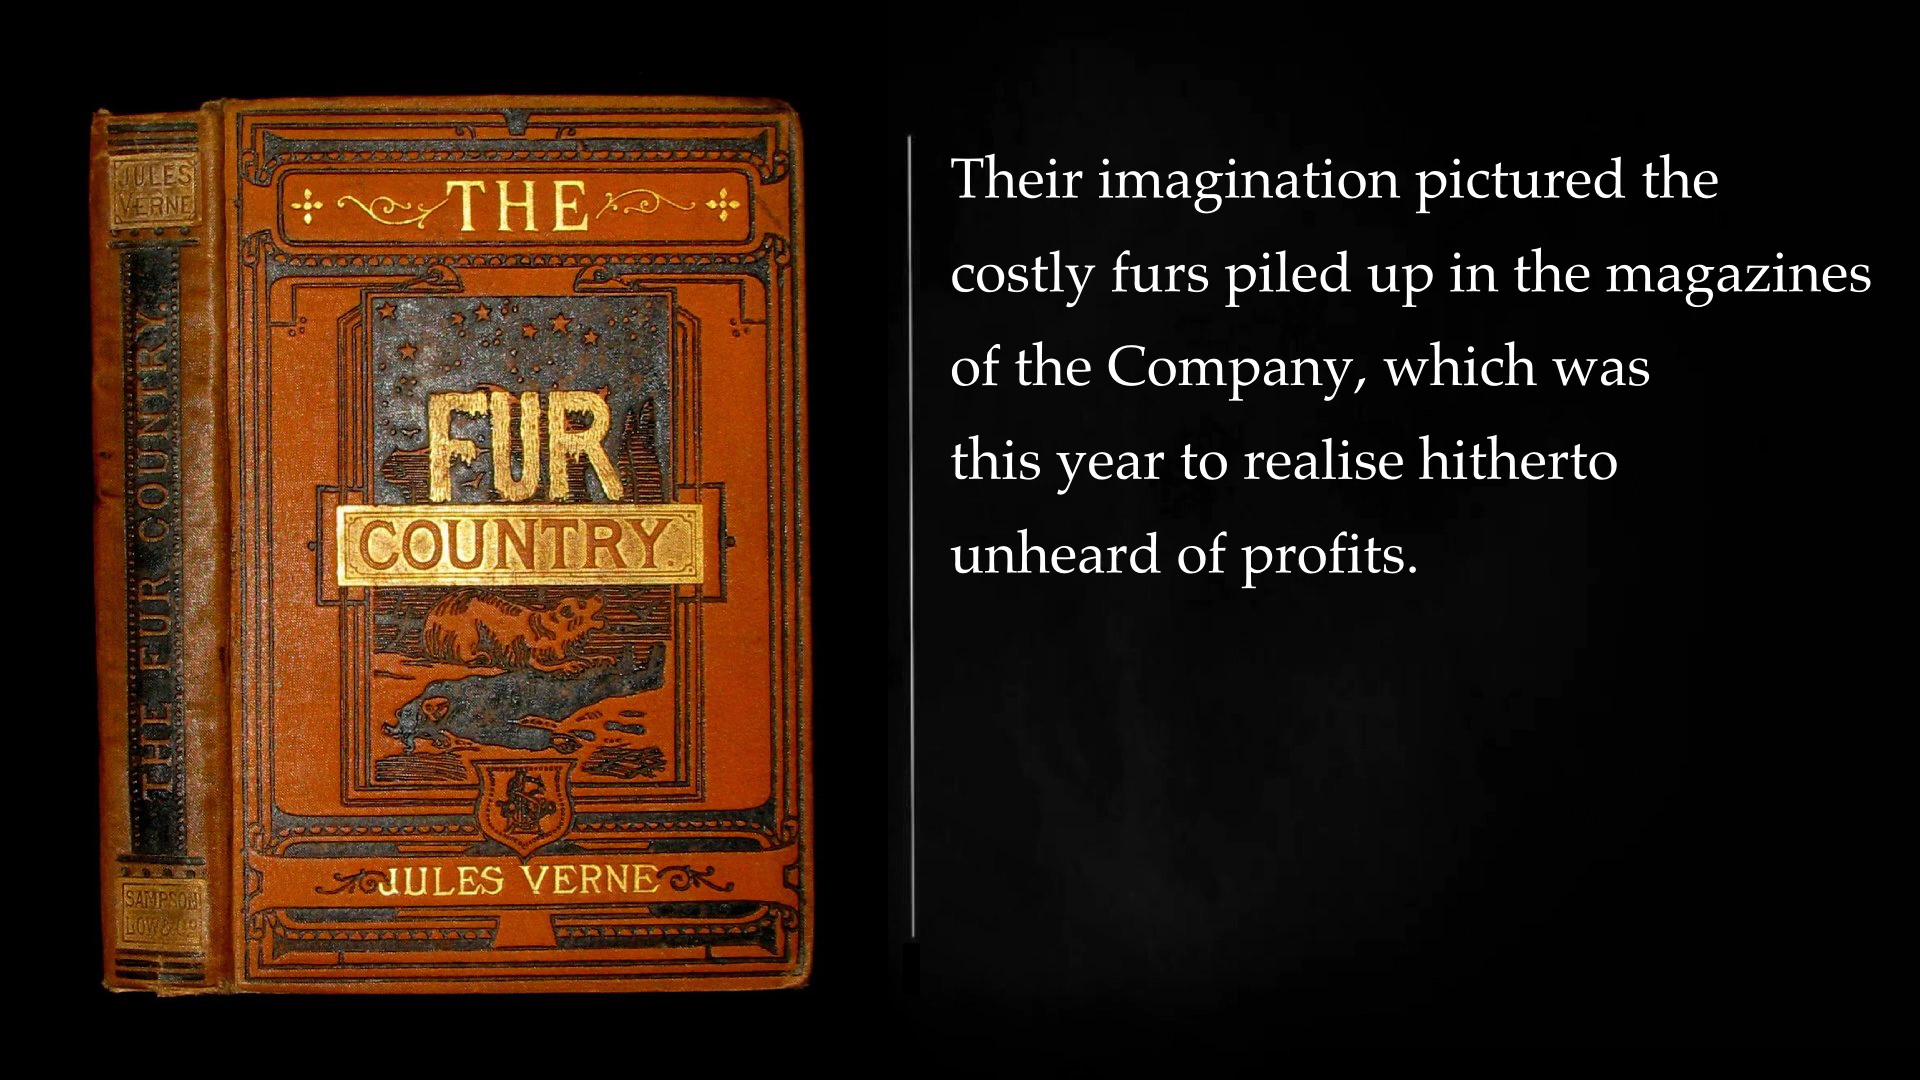 JULES
VERNE
THE FUR COUNTRY.
SAMPSON
LOW & Co
THE
FUR
COUNTRY.
JULES VERNE
Their imagination pictured the
costly furs piled up in the magazines
of the Company, which was
this year to realise hitherto
unheard of profits.